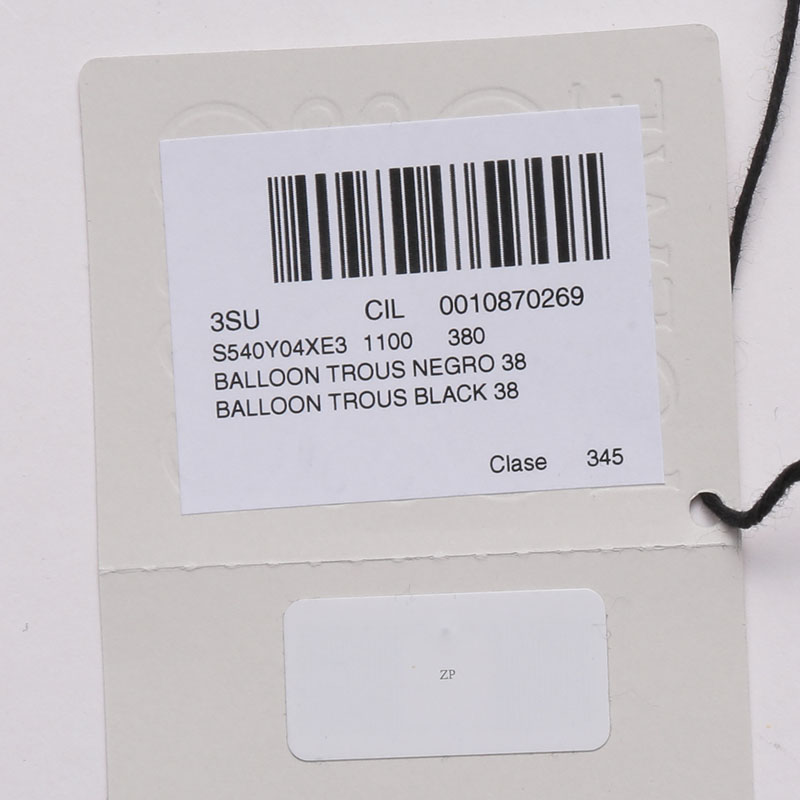 3SU CIL 0010870269
S540Y04XE3 1100 380
BALLOON TROUS NEGRO 38
BALLOON TROUS BLACK 38
Clase 345
ZP